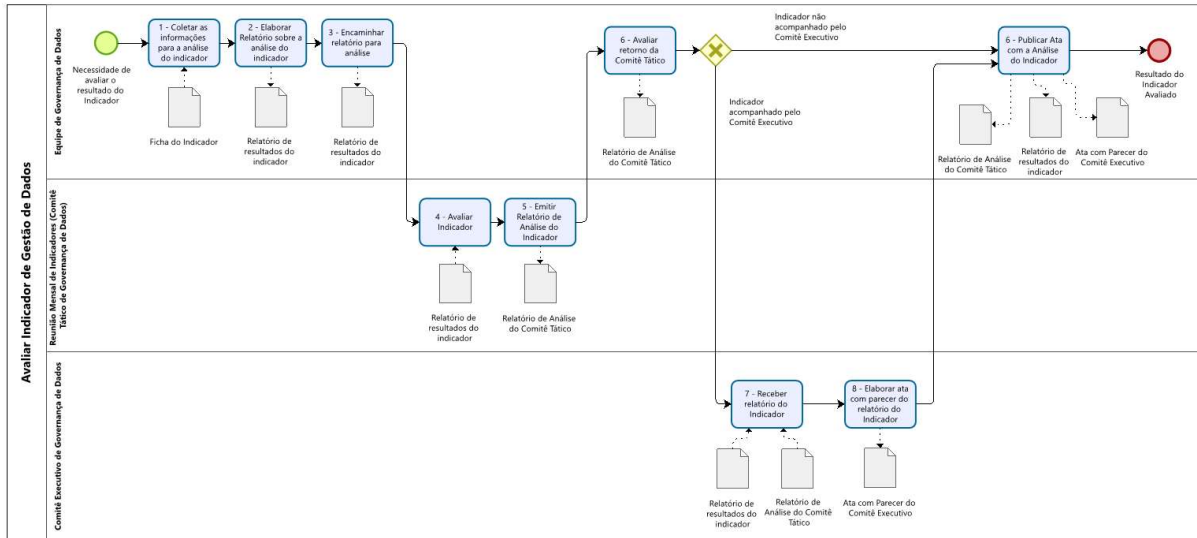 Avaliar Indicador de Gestão de Dados
Equipe de Governança de Dados
Necessidade de
avaliar o
resultado do
Indicador
1 - Coletar as
informações
para a análise
do indicador
Ficha do Indicador
2 - Elaborar
Relatório sobre a
análise do
indicador
Relatório de
resultados do
indicador
3 - Encaminhar
relatório para
análise
Relatório de
resultados do
indicador
6 - Avaliar
retorno da
Comitê Tático
Relatório de Análise
do Comitê Tático
Indicador não
acompanhado pelo
Comitê Executivo
Indicador
acompanhado pelo
Comitê Executivo
6 - Publicar Ata
com a Análise
do Indicador
Relatório de Análise
do Comitê Tático
Relatório de
resultados do
indicador
Ata com Parecer do
Comitê Executivo
Resultado do
Indicador
Avaliado
Reunião Mensal de Indicadores (Comitê
Tático de Governança de Dados)
4 - Avaliar
Indicador
Relatório de
resultados do
indicador
5 - Emitir
Relatório de
Análise do
Indicador
Relatório de Análise
do Comitê Tático
Comitê Executivo de Governança de Dados
7 - Receber
relatório do
Indicador
Relatório de
resultados do
indicador
Relatório de
Análise do Comitê
Tático
8 - Elaborar ata
com parecer do
relatório do
Indicador
Ata com Parecer do
Comitê Executivo